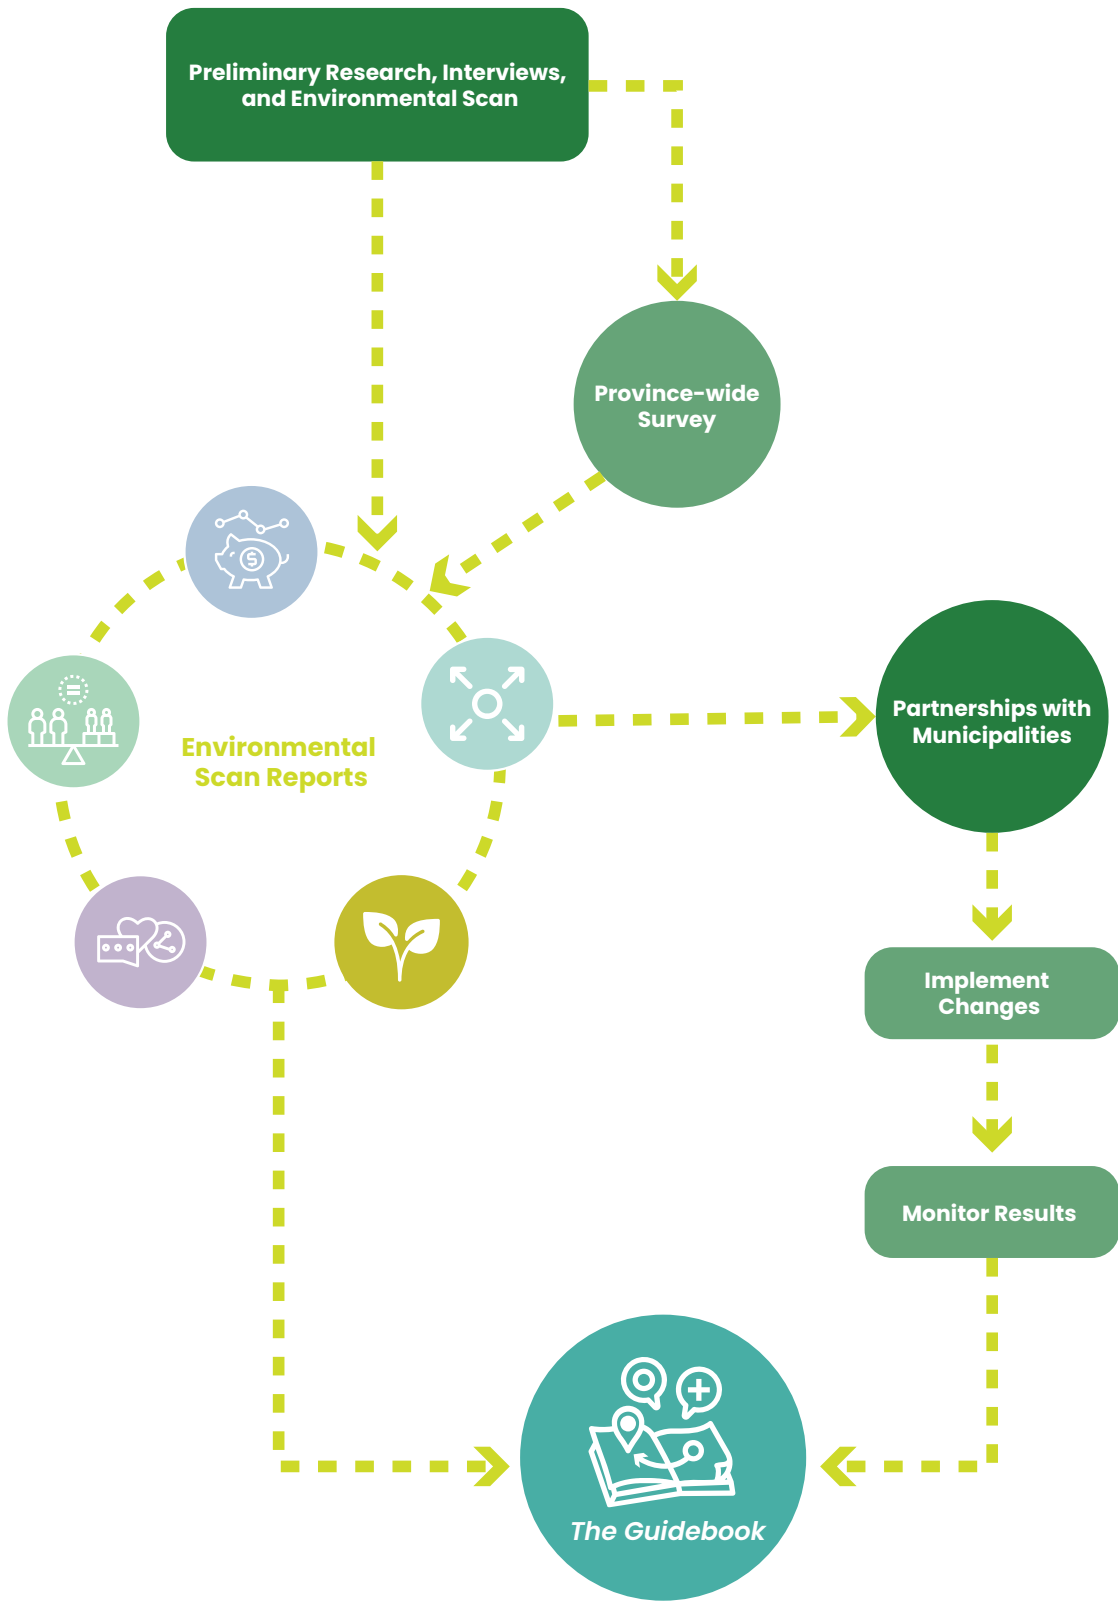 Preliminary Research, Interviews,
and Environmental Scan
Province-wide
Survey
Environmental
Scan Reports
Partnerships with
Municipalities
Implement
Changes
Monitor Results
The Guidebook